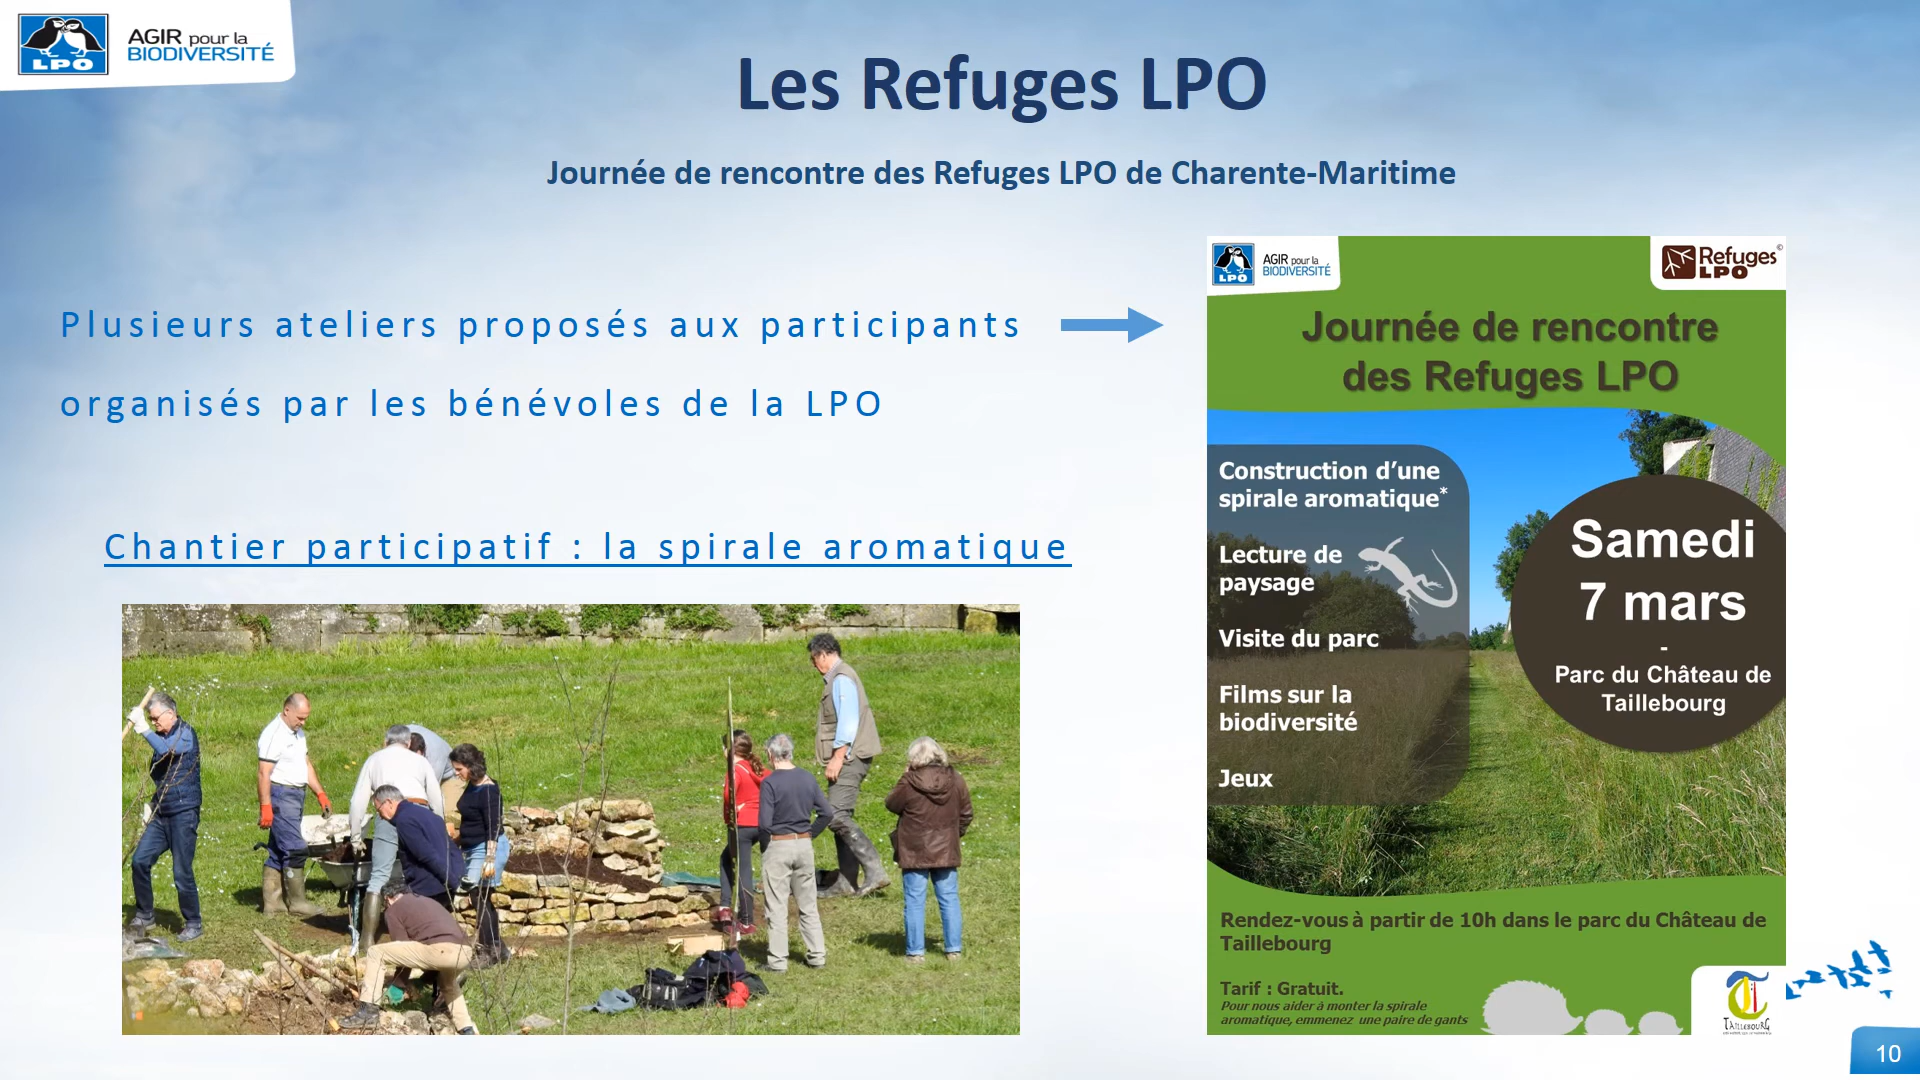 LPO
AGIR pour la
BIODIVERSITÉ
Les Refuges LPO
Journée de rencontre des Refuges LPO de Charente-Maritime
Plusieurs ateliers proposés aux participants
organisés par les bénévoles de la LPO
Chantier participatif : la spirale aromatique
LPO
AGIR pour la
BIODIVERSITÉ
Refuges©
LPO
Journée de rencontre
des Refuges LPO
Construction d’une
spirale aromatique*
Lecture de
paysage
Visite du parc
Films sur la
biodiversité
Jeux
Samedi
7 mars
-
Parc du Château de
Taillebourg
Rendez-vous à partir de 10h dans le parc du Château de
Taillebourg
Tarif : Gratuit.
Pour nous aider à monter la spirale
aromatique, emmenez une paire de gants
TAILLEBOURG
10